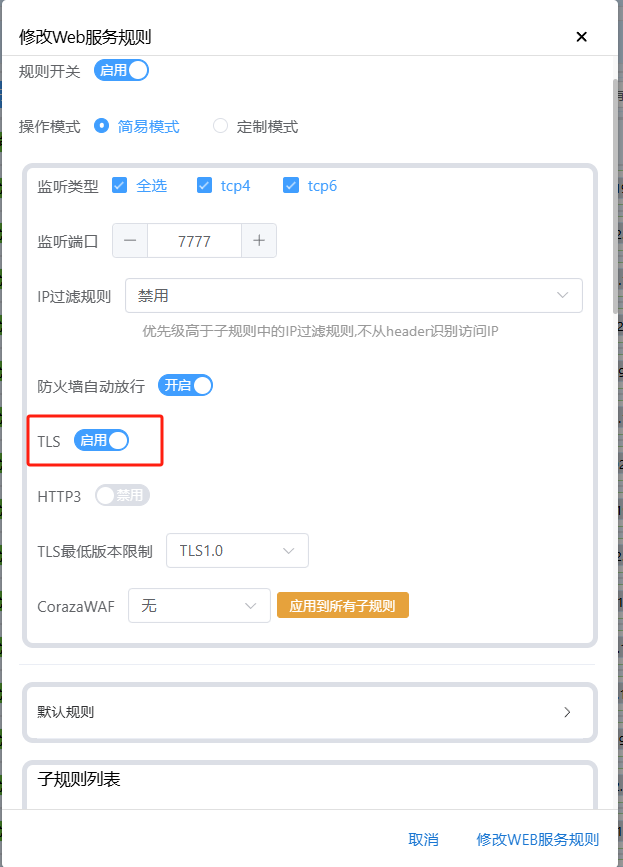 修改Web服务规则
规则开关 启用
操作模式 简易模式 定制模式
监听类型 全选 tcp4 tcp6
监听端口 7777
IP过滤规则 禁用
优先级高于子规则中的IP过滤规则,不从header识别访问IP
防火墙自动放行 开启
TLS 启用
HTTP3 禁用
TLS最低版本限制 TLS1.0
CorazaWAF 无 应用到所有子规则
默认规则
子规则列表
取消 修改WEB服务规则